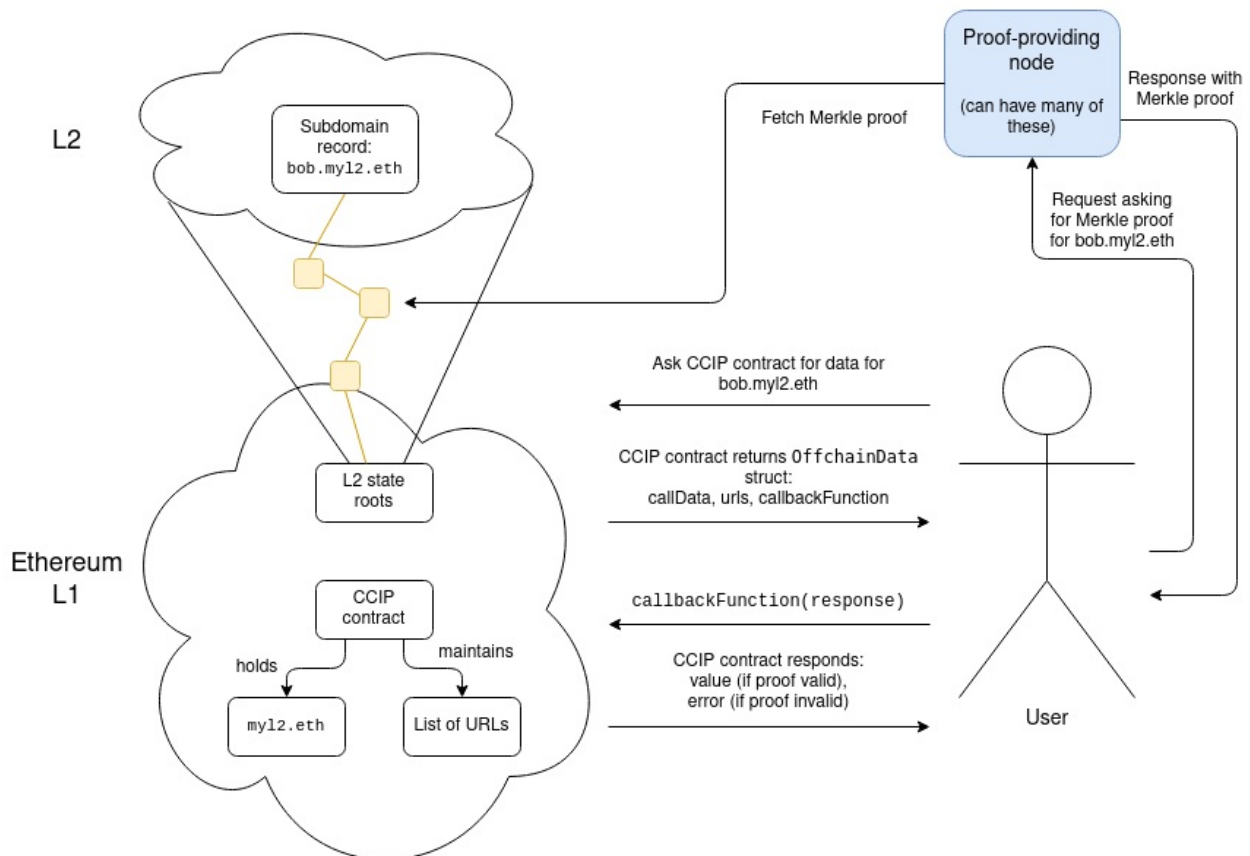 Proof-providing
node
(can have many of
these)
Response with
Merkle proof
Fetch Merkle proof
L2
Subdomain
record:
bob.myl2.eth
Request asking
for Merkle proof
for bob.myl2.eth
Ask CCIP contract for data for
bob.myl2.eth
CCIP contract returns OffchainData
struct:
callData, urls, callbackFunction
L2 state
roots
Ethereum
L1
CCIP
contract
callbackFunction(response)
holds
maintains
CCIP contract responds:
value (if proof valid),
error (if proof invalid)
myl2.eth
List of URLs
User